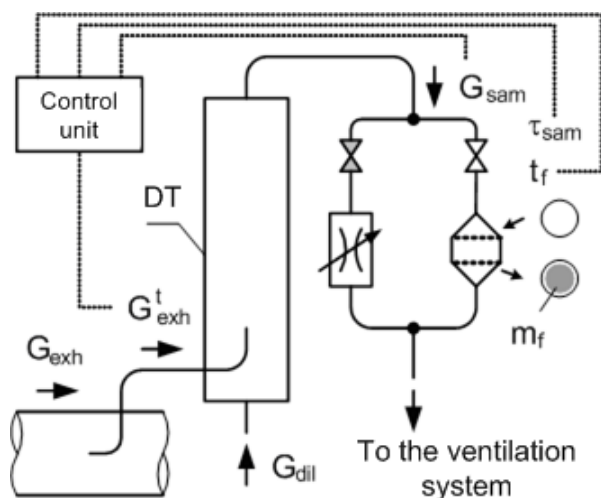 Control
unit
G_sam
τ_sam
t_f
DT
G^t_exh
G_exh
m_f
G_dil
To the ventilation
system